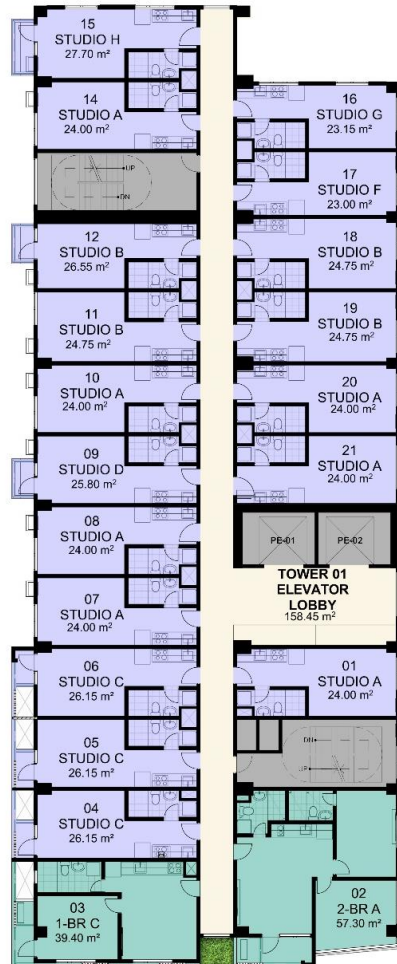 15
STUDIO H
27.70 m²
14
STUDIO A
24.00 m²
UP
DN
12
STUDIO B
26.55 m²
11
STUDIO B
24.75 m²
10
STUDIO A
24.00 m²
09
STUDIO D
25.80 m²
08
STUDIO A
24.00 m²
07
STUDIO A
24.00 m²
06
STUDIO C
26.15 m²
05
STUDIO C
26.15 m²
04
STUDIO C
26.15 m²
03
1-BR C
39.40 m²
16
STUDIO G
23.15 m²
17
STUDIO F
23.00 m²
18
STUDIO B
24.75 m²
19
STUDIO B
24.75 m²
20
STUDIO A
24.00 m²
21
STUDIO A
24.00 m²
PE-01
PE-02
TOWER 01
ELEVATOR
LOBBY
158.45 m²
01
STUDIO A
24.00 m²
DN
UP
02
2-BR A
57.30 m²